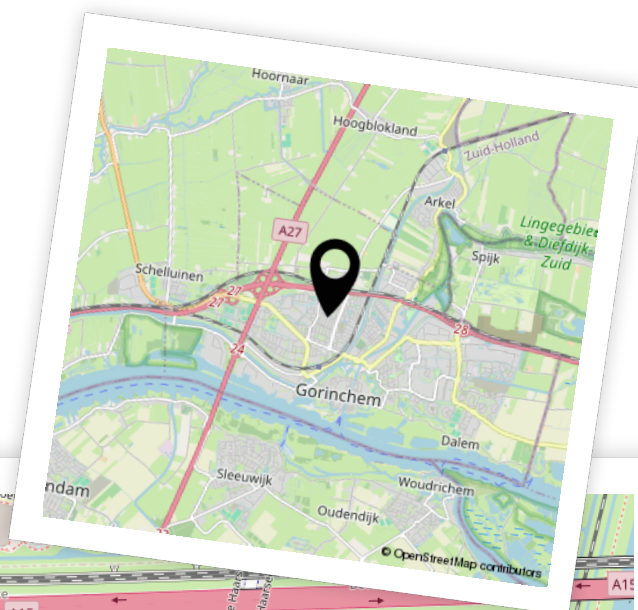 Hoornaar
Hoogblokland
Zuid-Holland
Arkel
A27
Lingegebied
& Diefdijk
Zuid
Spijk
Schelluinen
27
27
28
24
Gorinchem
Dalem
Sleeuwijk
Woudrichem
ndam
Oudendijk
© OpenStreetMap contributors
A15